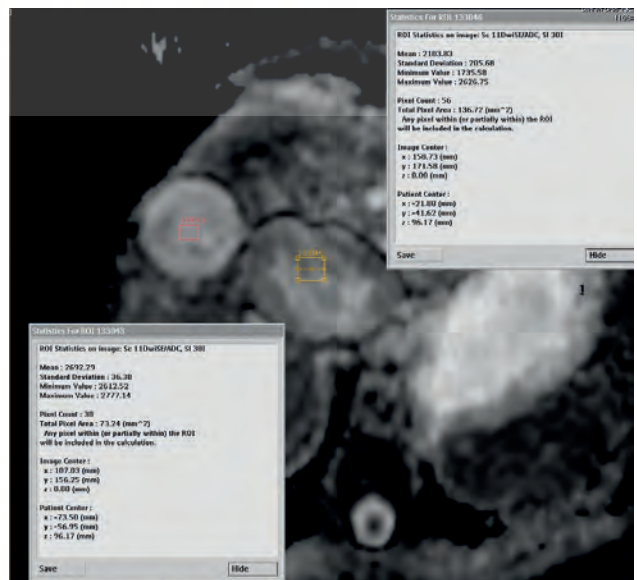 Statistics For ROI 133044
ROI Statistics on image: Sc 11DwiSE/ADC, SI 301
Mean : 2183.83
Standard Deviation : 205.68
Minimum Value : 1735.58
Maximum Value : 2626.75
Pixel Count : 56
Total Pixel Area : 136.72 (mm^2)
Any pixel within (or partially within) the ROI
will be included in the calculation.
Image Center :
x : 158.73 (mm)
y : 171.58 (mm)
z : 0.00 (mm)
Patient Center :
x : -21.80 (mm)
y : -41.62 (mm)
z : 96.17 (mm)
Save
Hide
1
Statistics For ROI 133043
ROI Statistics on image: Sc 11DwiSE/ADC, SI 301
Mean : 2692.29
Standard Deviation : 36.38
Minimum Value : 2612.52
Maximum Value : 2777.14
Pixel Count : 30
Total Pixel Area : 73.24 (mm^2)
Any pixel within (or partially within) the ROI
will be included in the calculation.
Image Center :
x : 107.03 (mm)
y : 156.25 (mm)
z : 0.00 (mm)
Patient Center :
x : -73.50 (mm)
y : -56.95 (mm)
z : 96.17 (mm)
Save
Hide